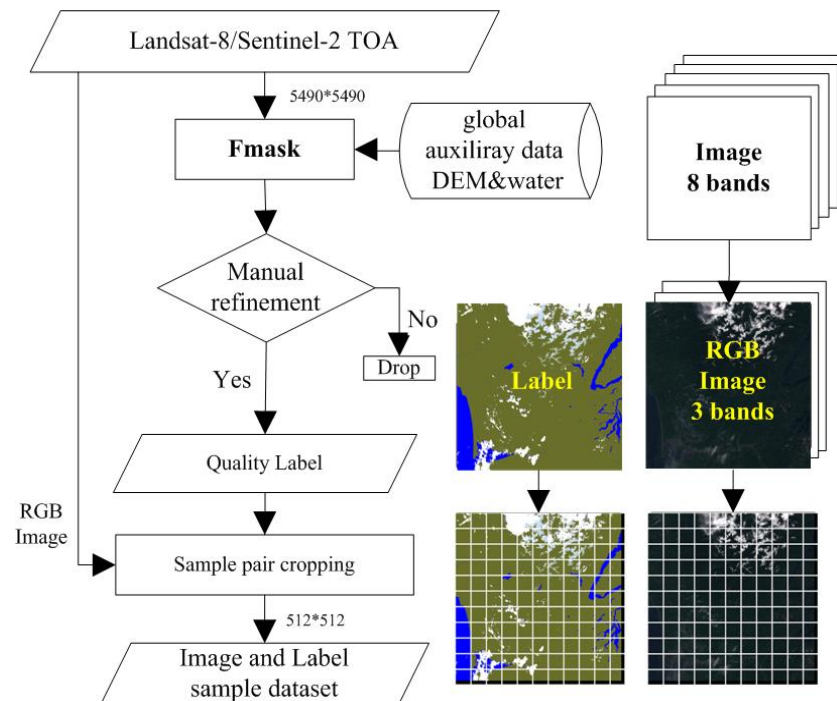 Landsat-8/Sentinel-2 TOA
5490*5490
Fmask
global
auxiliray data
DEM&water
Manual
refinement
No
Drop
Yes
Quality Label
RGB
Image
Sample pair cropping
512*512
Image and Label
sample dataset
Image
8 bands
Label
RGB
Image
3 bands